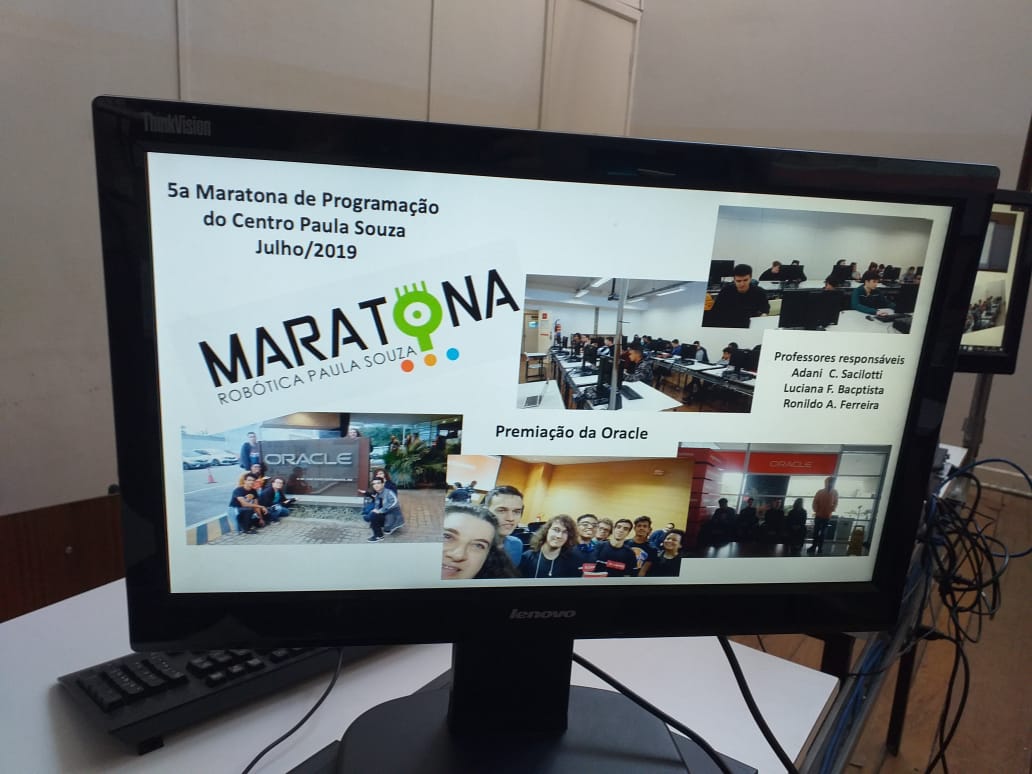 ThinkVision
5a Maratona de Programação
do Centro Paula Souza
Julho/2019
MARATONA
ROBÓTICA PAULA SOUZA
Professores responsáveis
Adani C. Sacilotti
Luciana F. Bacptista
Ronildo A. Ferreira
Premiação da Oracle
ORACLE
ORACLE
lenovo